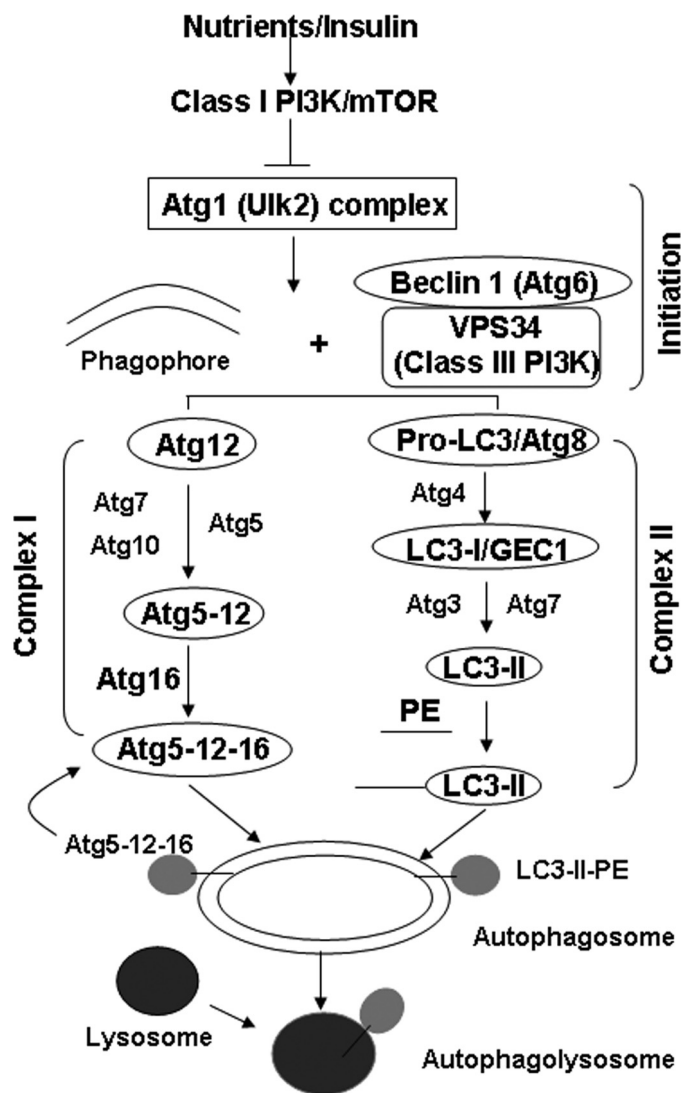 Nutrients/Insulin
Class I PI3K/mTOR
Atg1 (Ulk2) complex
Initiation
Beclin 1 (Atg6)
VPS34
(Class III PI3K)
Phagophore
+
Complex I
Atg12
Atg7
Atg10
Atg5
Atg5-12
Atg16
Atg5-12-16
Pro-LC3/Atg8
Atg4
LC3-I/GEC1
Atg3
Atg7
LC3-II
PE
LC3-II
Complex II
Atg5-12-16
LC3-II-PE
Autophagosome
Lysosome
Autophagolysosome